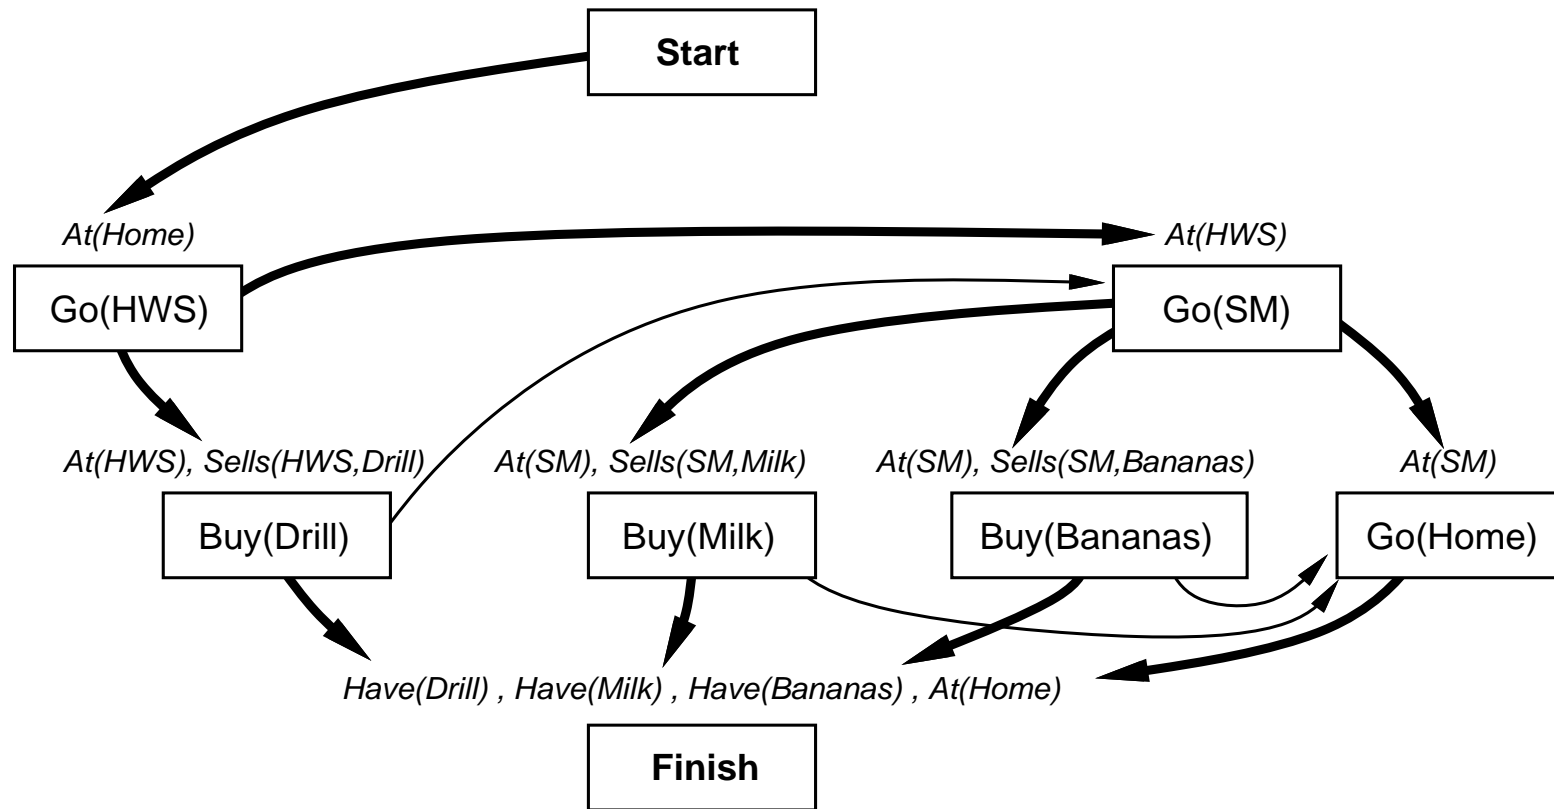 Start
At(Home)
At(HWS)
Go(HWS)
Go(SM)
At(HWS), Sells(HWS,Drill)
At(SM), Sells(SM,Milk)
At(SM), Sells(SM,Bananas)
At(SM)
Buy(Drill)
Buy(Milk)
Buy(Bananas)
Go(Home)
Have(Drill) , Have(Milk) , Have(Bananas) , At(Home)
Finish